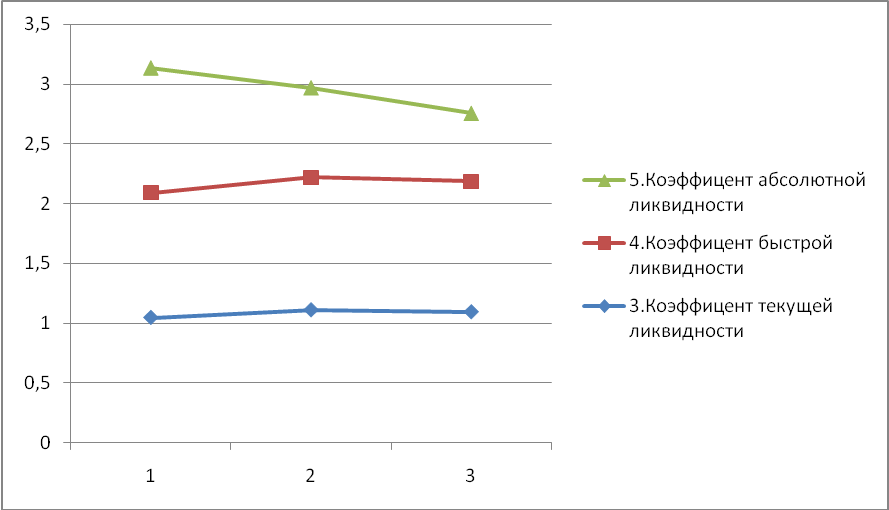 3,5
3
2,5
2
1,5
1
0,5
0
1
2
3
5.Коэффицент абсолютной
ликвидности
4.Коэффицент быстрой
ликвидности
3.Коэффицент текущей
ликвидности